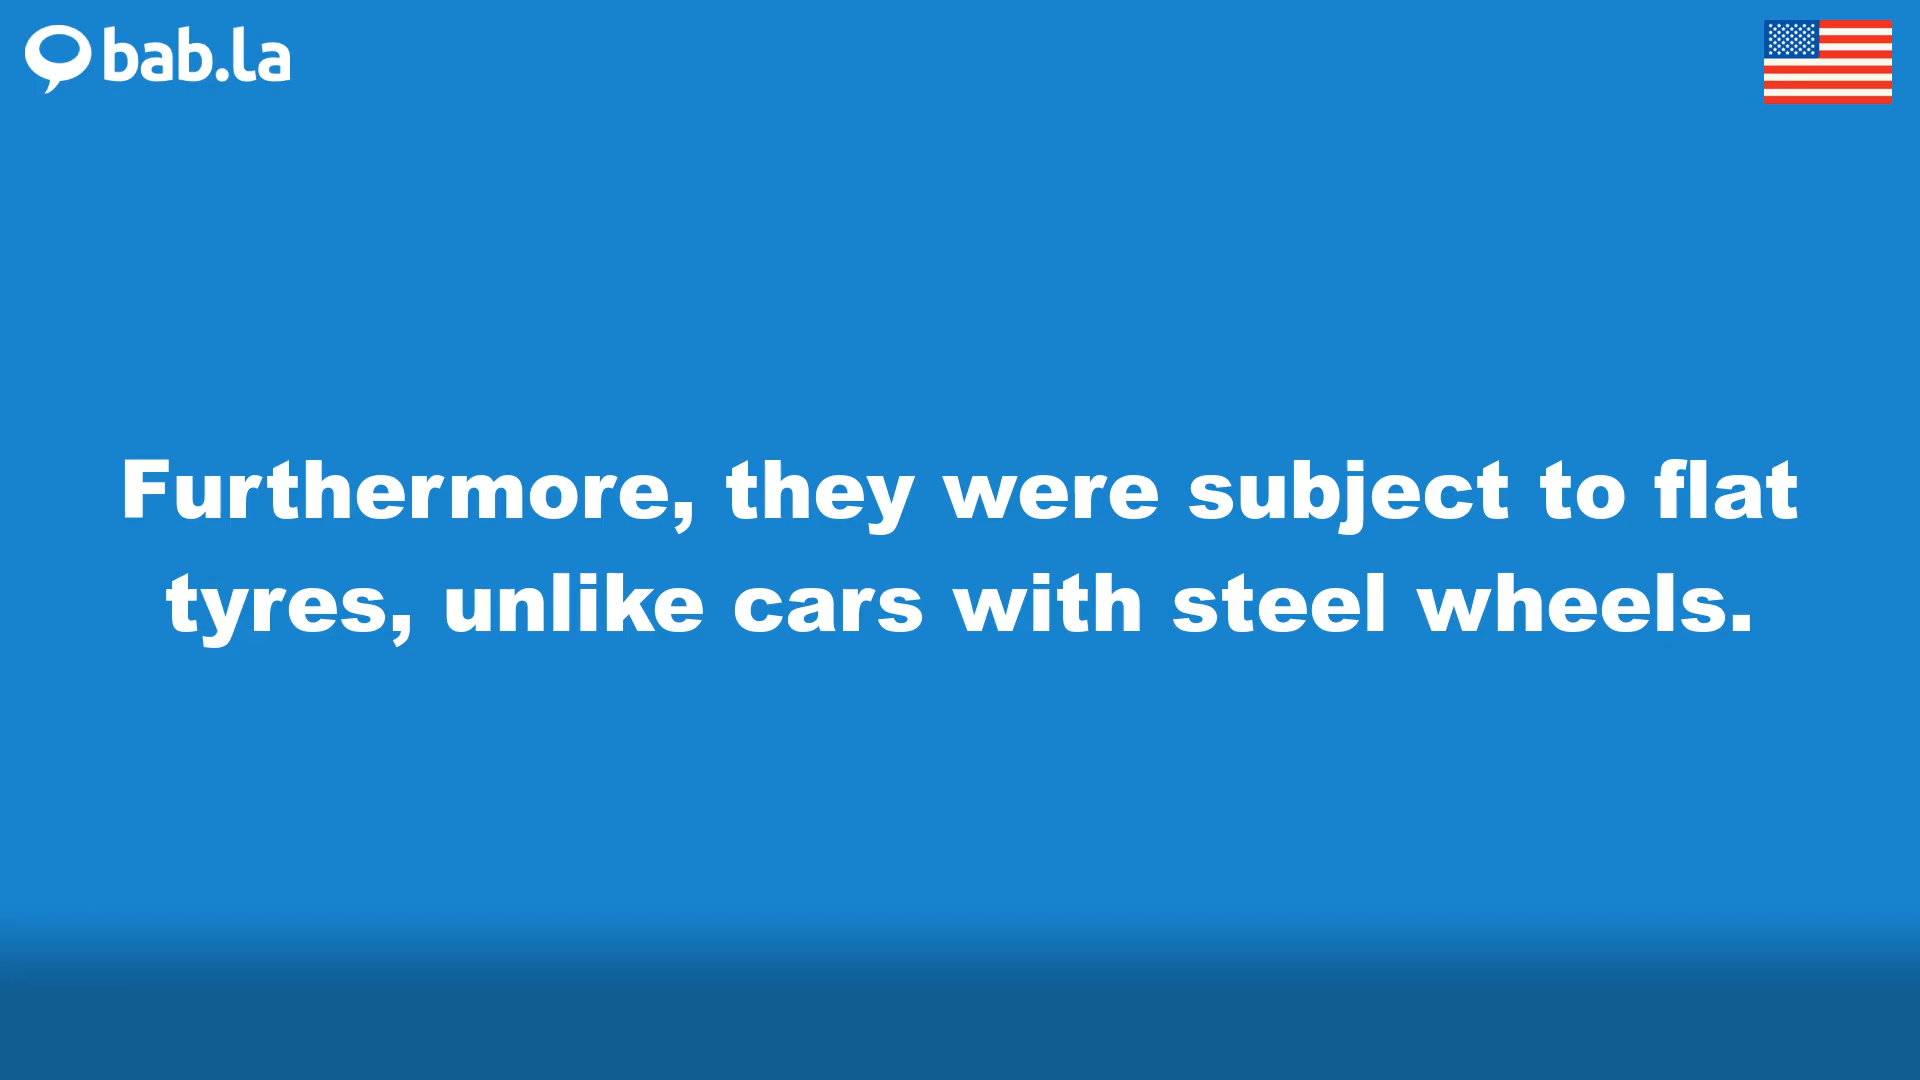 bab.la
Furthermore, they were subject to flat
tyres, unlike cars with steel wheels.